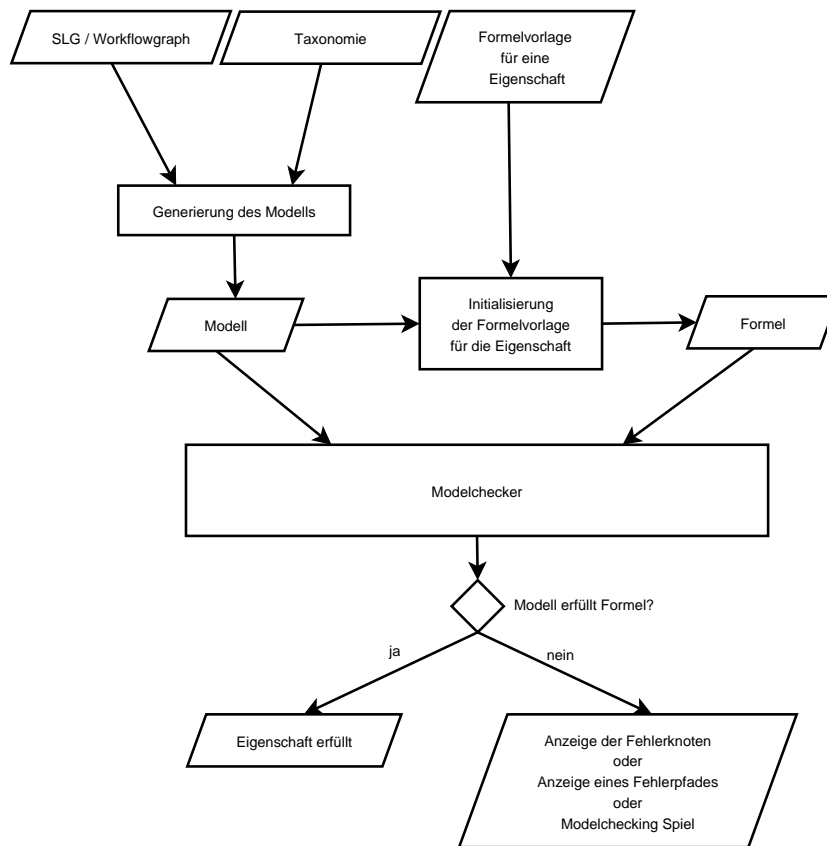 SLG / Workflowgraph
Taxonomie
Formelvorlage
für eine
Eigenschaft
Generierung des Modells
Modell
Initialisierung
der Formelvorlage
für die Eigenschaft
Formel
Modelchecker
Modell erfüllt Formel?
ja
nein
Eigenschaft erfüllt
Anzeige der Fehlerknoten
oder
Anzeige eines Fehlerpfades
oder
Modelchecking Spiel